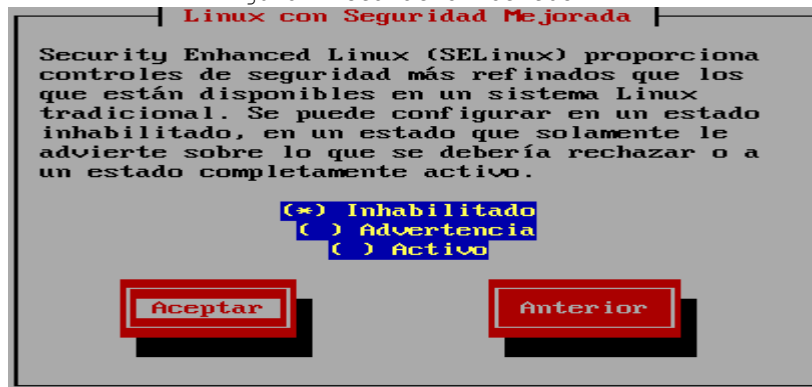 Linux con Seguridad Mejorada
Security Enhanced Linux (SELinux) proporciona
controles de seguridad más refinados que los
que están disponibles en un sistema Linux
tradicional. Se puede configurar en un estado
inhabilitado, en un estado que solamente le
advierte sobre lo que se debería rechazar o a
un estado completamente activo.
(*) Inhabilitado
( ) Advertencia
( ) Activo
Aceptar Anterior